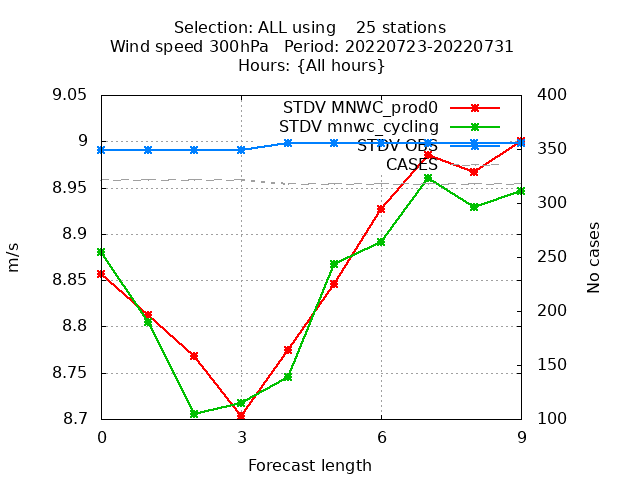 Selection: ALL using    25 stations
Wind speed 300hPa   Period: 20220723-20220731
Hours: {All hours}
9.05
9
8.95
8.9
8.85
8.8
8.75
8.7
m/s
STDV MNWC_prod0
STDV mnwc_cycling
STDV OBS
CASES
400
350
300
250
200
150
100
No cases
0 3 6 9
Forecast length